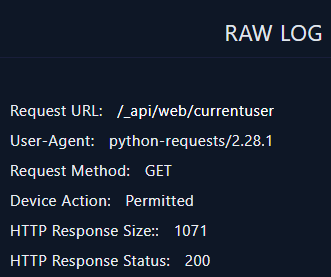 RAW LOG
Request URL: /_api/web/currentuser
User-Agent: python-requests/2.28.1
Request Method: GET
Device Action: Permitted
HTTP Response Size:: 1071
HTTP Response Status: 200